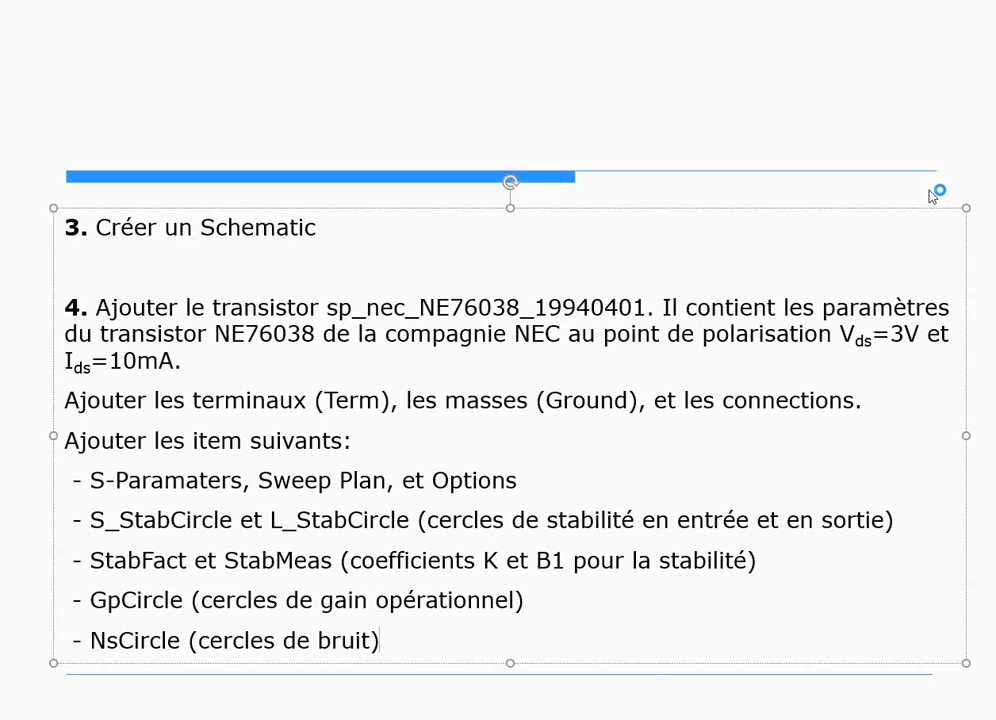 3. Créer un Schematic
4. Ajouter le transistor sp_nec_NE76038_19940401. Il contient les paramètres
du transistor NE76038 de la compagnie NEC au point de polarisation Vds=3V et
Ids=10mA.
Ajouter les terminaux (Term), les masses (Ground), et les connections.
Ajouter les item suivants:
- S-Paramaters, Sweep Plan, et Options
- S_StabCircle et L_StabCircle (cercles de stabilité en entrée et en sortie)
- StabFact et StabMeas (coefficients K et B1 pour la stabilité)
- GpCircle (cercles de gain opérationnel)
- NsCircle (cercles de bruit)